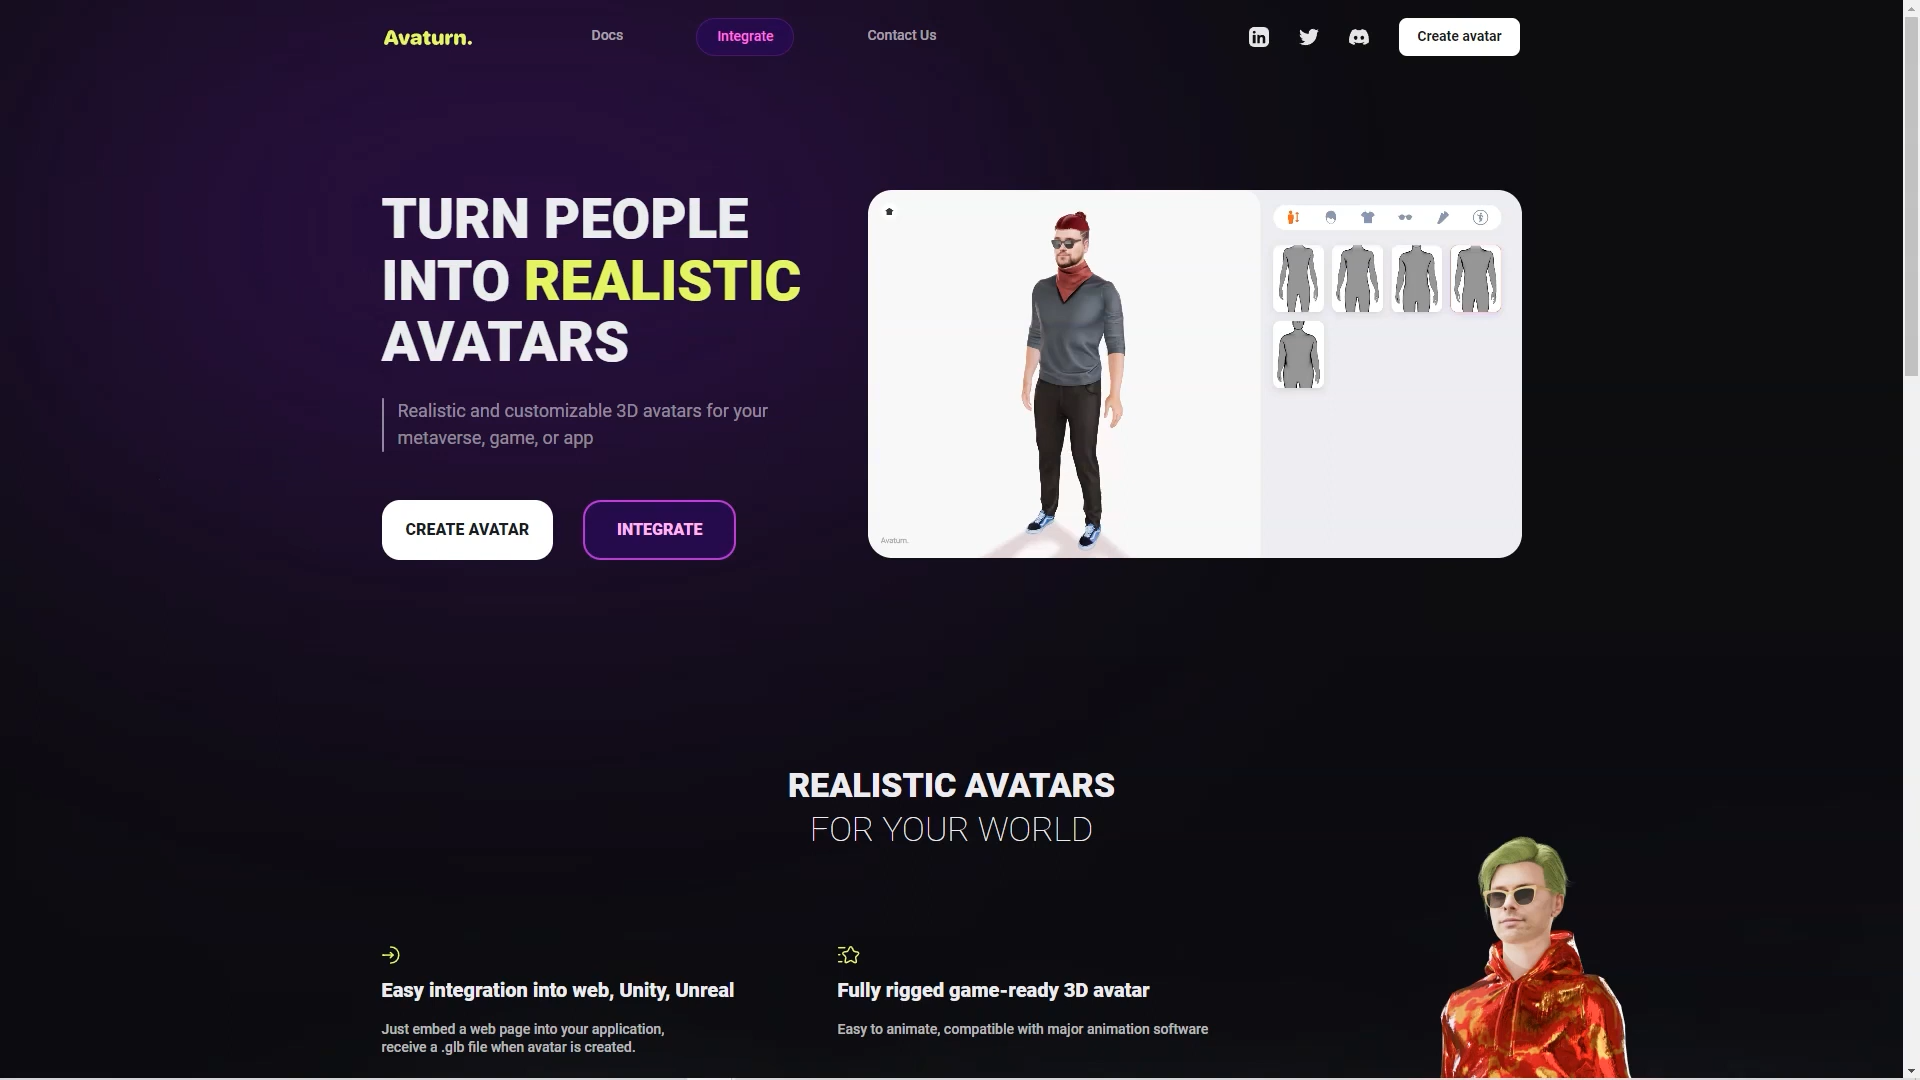 Avaturn.
Docs
Integrate
Contact Us
Create avatar
TURN PEOPLE
INTO REALISTIC
AVATARS
Realistic and customizable 3D avatars for your
metaverse, game, or app
CREATE AVATAR
INTEGRATE
Avaturn.
REALISTIC AVATARS
FOR YOUR WORLD
Easy integration into web, Unity, Unreal
Just embed a web page into your application,
receive a .glb file when avatar is created.
Fully rigged game-ready 3D avatar
Easy to animate, compatible with major animation software